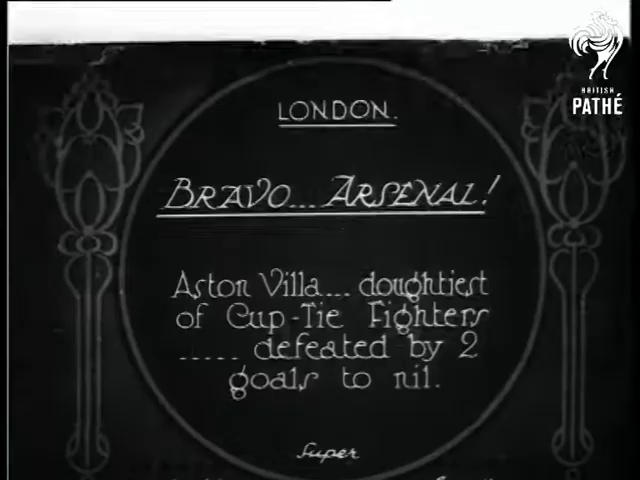 BRITISH
PATHÉ
LONDON.
BRAVO... ARSENAL!
Aston Villa... doughtiest
of Cup-Tie Fighters
..... defeated by 2
goals to nil.
Super